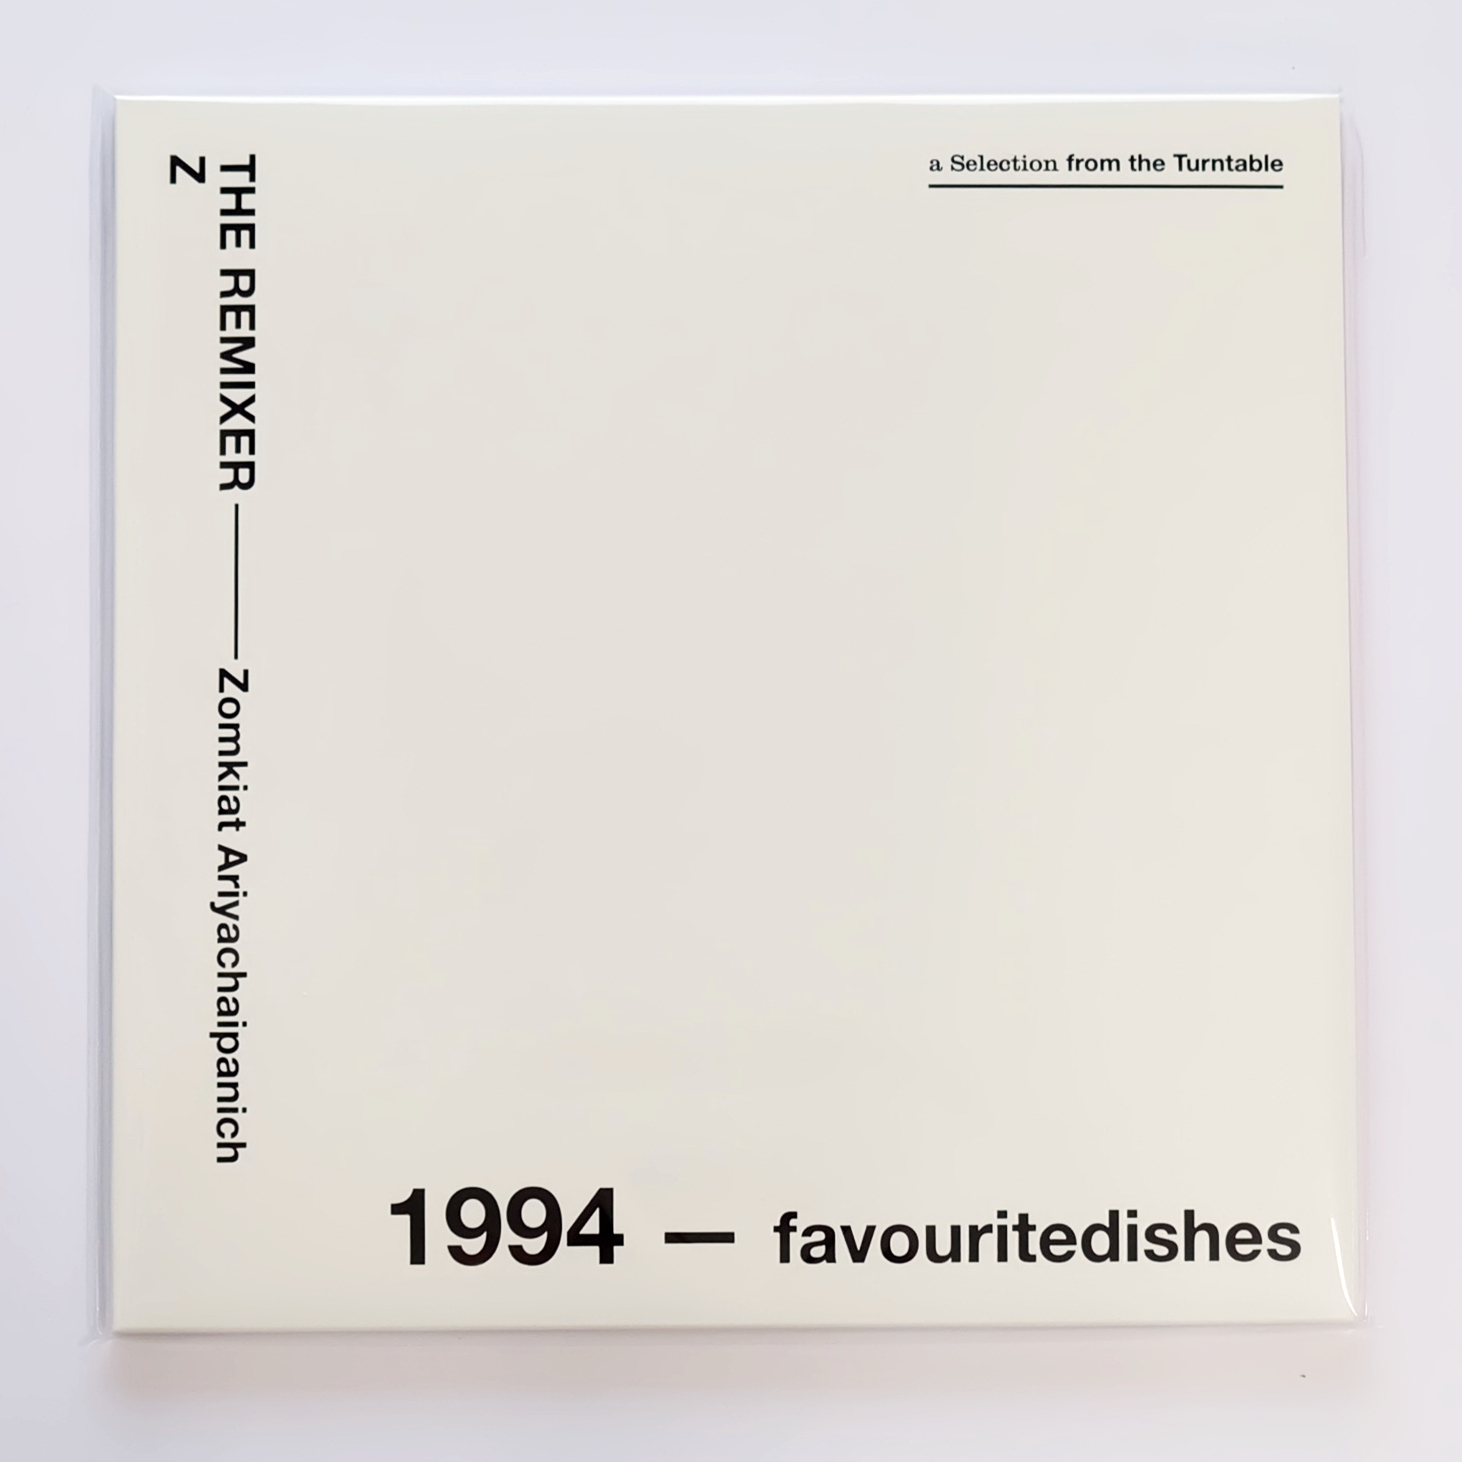 a Selection from the Turntable
THE REMIXER — Zomkiat Ariyachaipanich
Z
1994 — favouritedishes